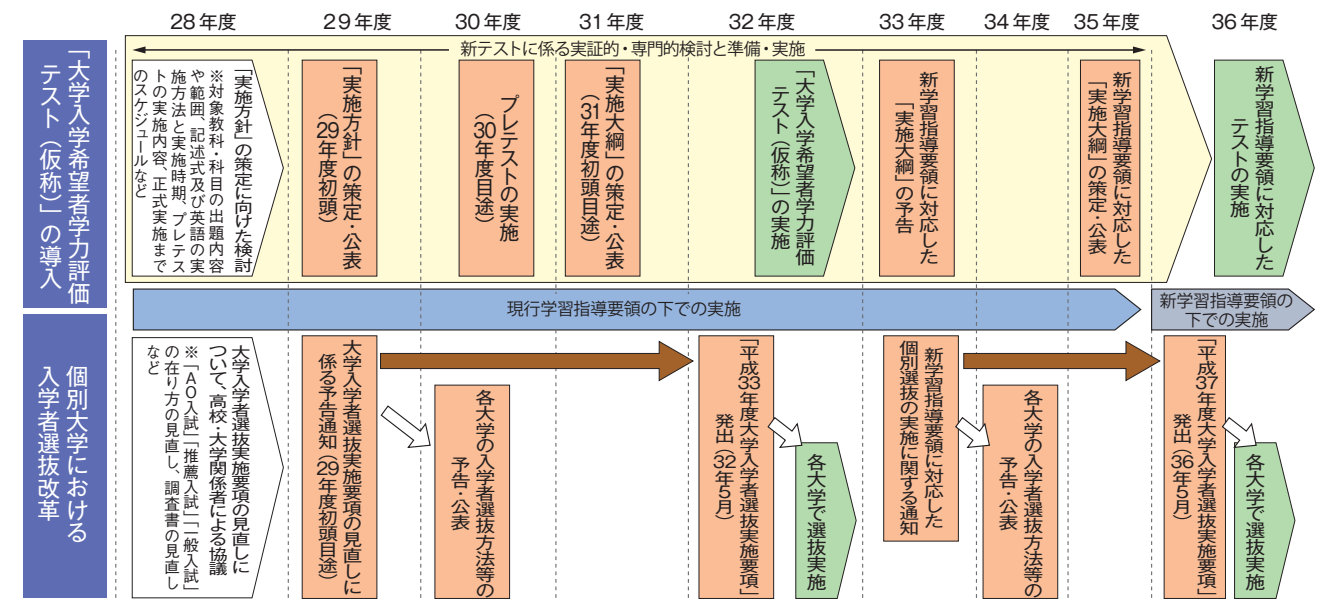 28年度
29年度
30年度
31年度
32年度
33年度
34年度
35年度
36年度
「大学入学希望者学力評価
テスト（仮称）」の導入
新テストに係る実証的・専門的検討と準備・実施
「実施方針」の策定に向けた検討
※対象教科・科目の出題内容
や範囲、記述式及び英語の実
施方法と実施時期、プレテス
トの実施内容、正式実施まで
のスケジュールなど
「実施方針」の策定・公表
（29年度初頭）
プレテストの実施
（30年度目途）
「実施大綱」の策定・公表
（31年度初頭目途）
「大学入学希望者学力評価
テスト（仮称）」の実施
新学習指導要領に対応した
「実施大綱」の予告
新学習指導要領に対応した
「実施大綱」の策定・公表
新学習指導要領に対応した
テストの実施
現行学習指導要領の下での実施
新学習指導要領の
下での実施
個別大学における
入学者選抜改革
大学入学者選抜実施要項の見直しに
ついて、高校・大学関係者による協議
※「AO入試」「推薦入試」「一般入試」
の在り方の見直し、調査書の見直し
など
大学入学者選抜実施要項の見直しに
係る予告通知（29年度初頭目途）
各大学の入学者選抜方法等の
予告・公表
「平成33年度大学入学者選抜実施要項」
発出（32年5月）
各大学で選抜実施
新学習指導要領に対応した
個別選抜の実施に関する通知
各大学の入学者選抜方法等の
予告・公表
「平成37年度大学入学者選抜実施要項」
発出（36年5月）
各大学で選抜実施